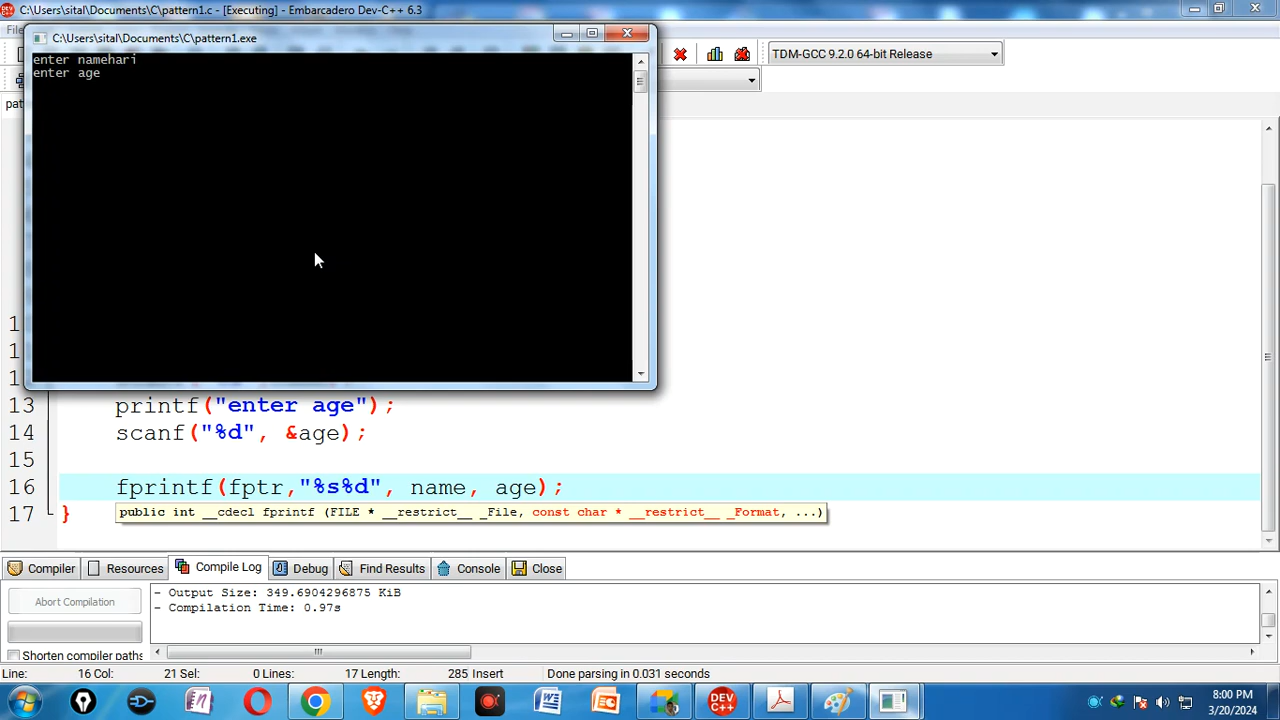 C:\Users\sital\Documents\C\pattern1.c - [Executing] - Embarcadero Dev-C++ 6.3
C:\Users\sital\Documents\C\pattern1.exe
TDM-GCC 9.2.0 64-bit Release
enter namehari
enter age
13 printf("enter age");
14 scanf("%d", &age);
15
16 fprintf(fptr,"%s%d", name, age);
17 }
public int __cdecl fprintf (FILE * __restrict__ _File, const char * __restrict__ _Format, ...)
Compiler Resources Compile Log Debug Find Results Console Close
Abort Compilation
- Output Size: 349.6904296875 KiB
- Compilation Time: 0.97s
Shorten compiler paths
Line: 16 Col: 21 Sel: 0 Lines: 17 Length: 285 Insert Done parsing in 0.031 seconds
DEV C++
8:00 PM
3/20/2024